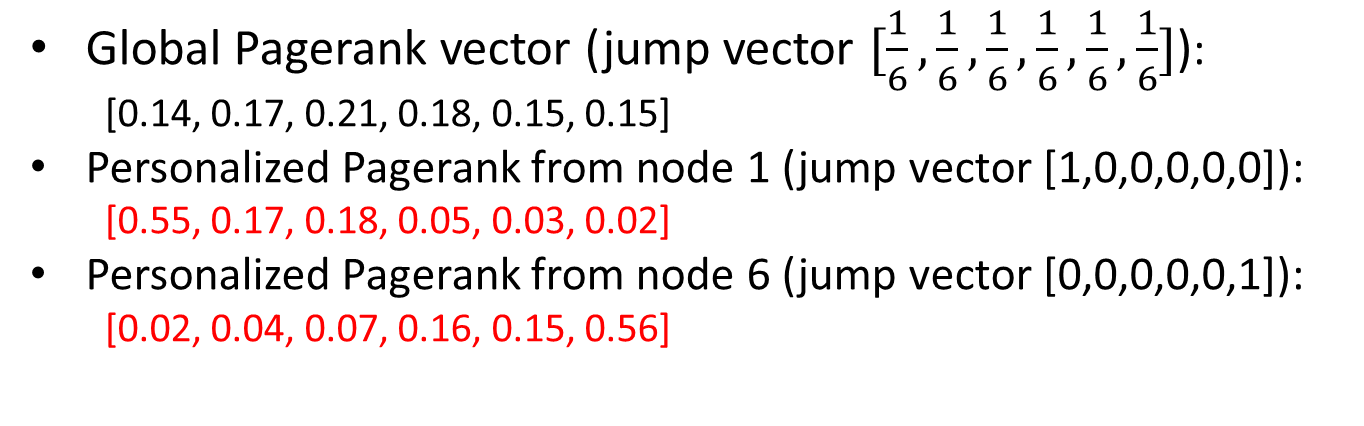 • Global Pagerank vector (jump vector [1/6, 1/6, 1/6, 1/6, 1/6, 1/6]):
[0.14, 0.17, 0.21, 0.18, 0.15, 0.15]
• Personalized Pagerank from node 1 (jump vector [1,0,0,0,0,0]):
[0.55, 0.17, 0.18, 0.05, 0.03, 0.02]
• Personalized Pagerank from node 6 (jump vector [0,0,0,0,0,1]):
[0.02, 0.04, 0.07, 0.16, 0.15, 0.56]